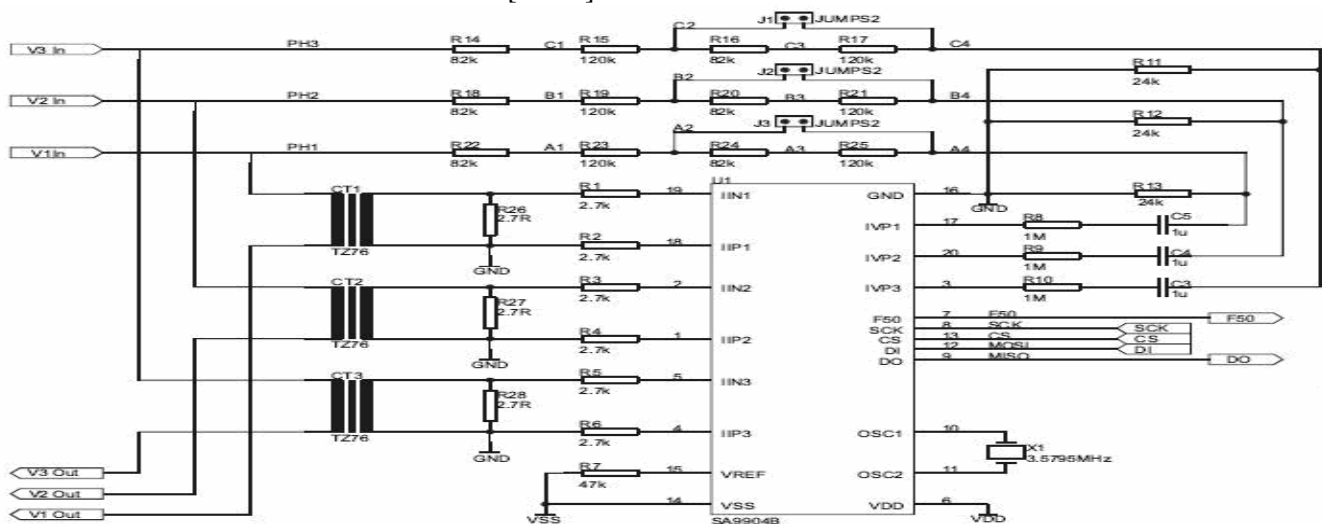 J1 JUMPS2
C2
V3 In PH3 R14 C1 R15 R16 C3 R17 C4
82k 120k 82k 120k
R11
24k
J2 JUMPS2
B2
V2 In PH2 R18 B1 R19 R20 B3 R21 B4
82k 120k 82k 120k
R12
24k
J3 JUMPS2
A2
V1In PH1 R22 A1 R23 R24 A3 R25 A4
82k 120k 82k 120k
U1
CT1 R1 19 IIN1 GND 16 R13
2.7k GND 24k
R26
2.7R
IVP1 17 R8 C5
1M 1u
R2 18 IIP1
TZ76 2.7k
GND
IVP2 20 R9 C4
1M 1u
CT2 R3 2 IIN2 IVP3 3 R10 C3
2.7k 1M 1u
R27
2.7R
F50 7 F50 F50
SCK 8 SCK SCK
CS 13 CS CS
DI 12 MOSI DI
DO 9 MISO DO
R4 1 IIP2
TZ76 2.7k
GND
CT3 R5 5 IIN3
2.7k
R28
2.7R
R6 4 IIP3 OSC1 10
TZ76 2.7k
GND
X1
3.5795MHz
V3 Out R7 15 VREF OSC2 11
47k
V2 Out
14 VSS VDD 6
V1 Out
VSS SA9904B VDD